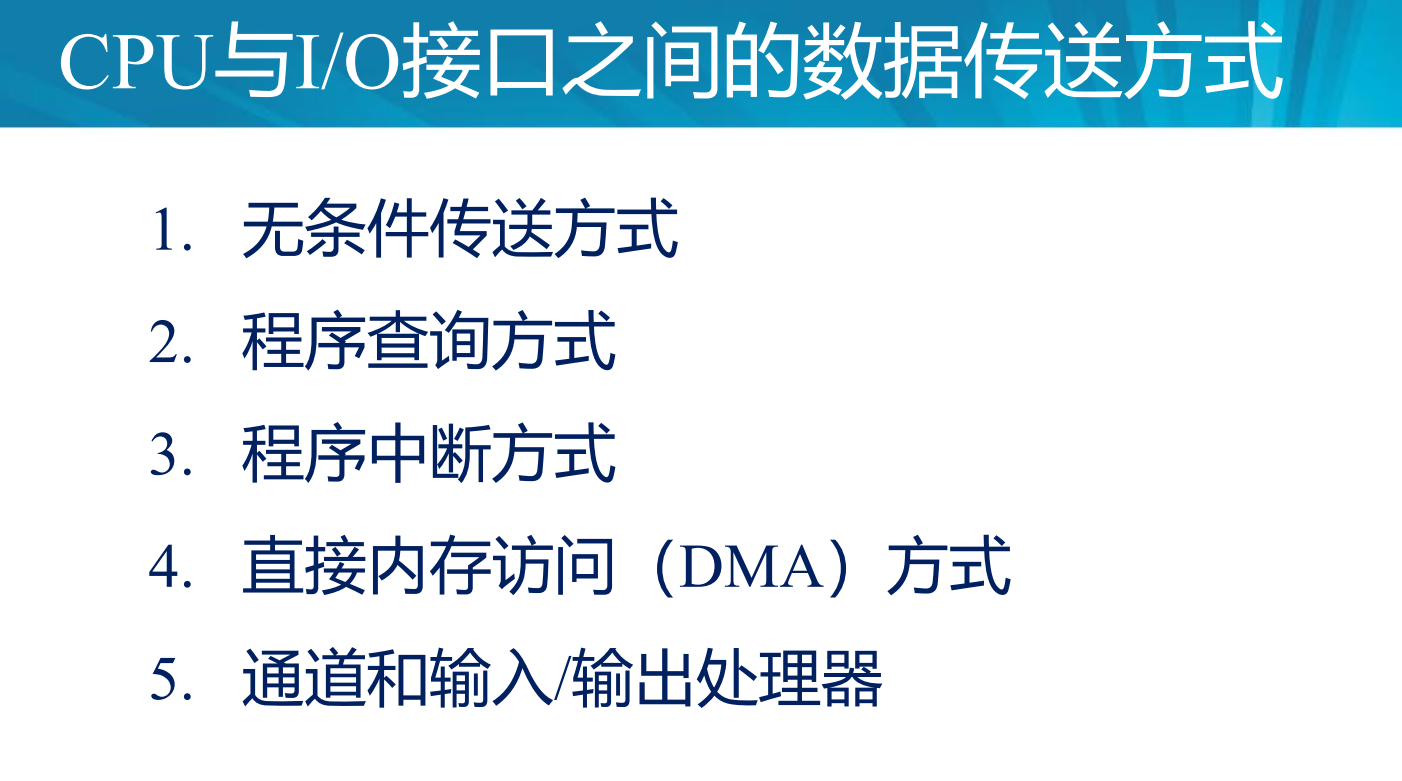 CPU与I/O接口之间的数据传送方式
1. 无条件传送方式
2. 程序查询方式
3. 程序中断方式
4. 直接内存访问（DMA）方式
5. 通道和输入/输出处理器